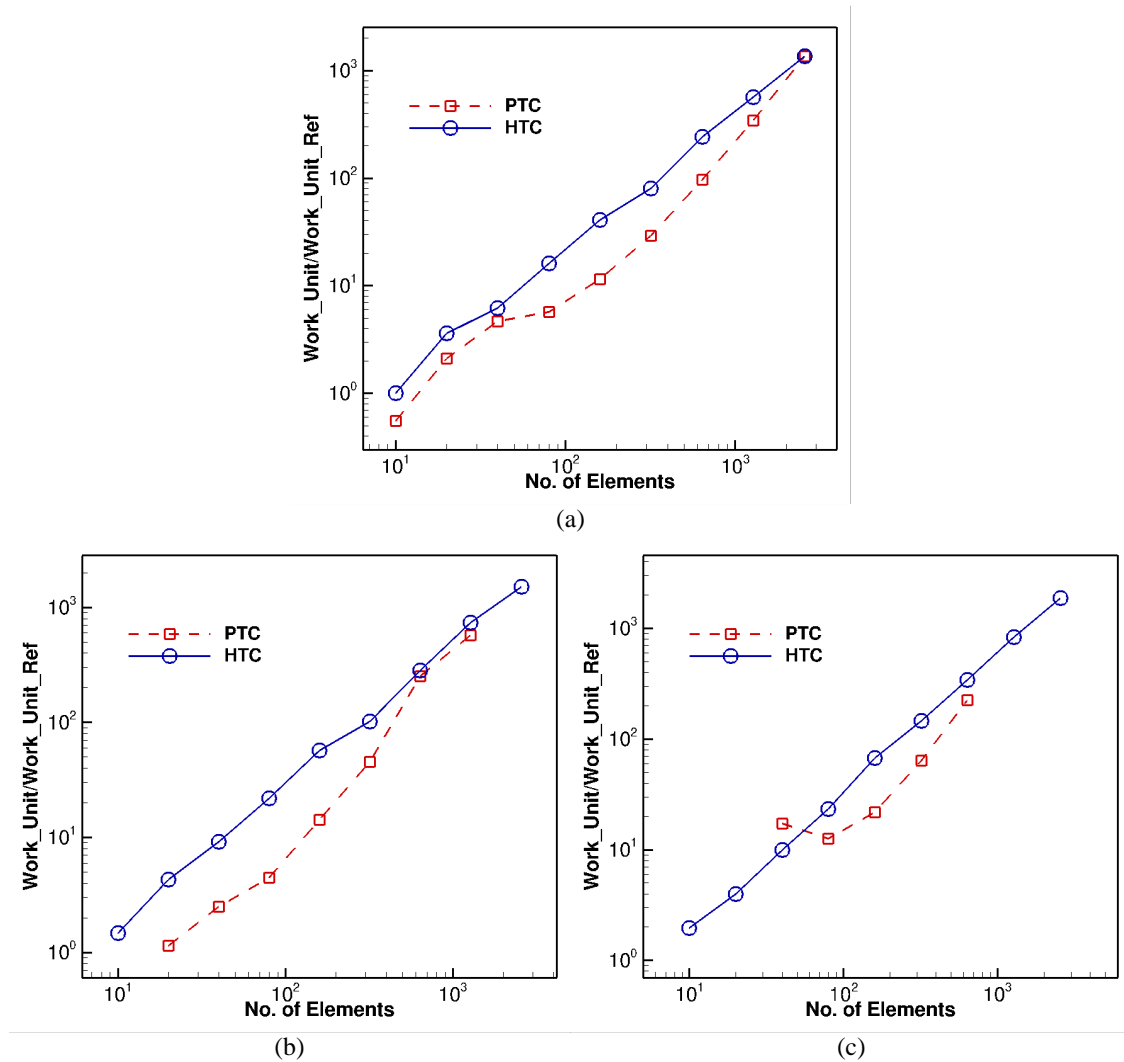 Work_Unit/Work_Unit_Ref
10³
10²
10¹
10⁰
PTC
HTC
10¹
10²
10³
No. of Elements
(a)
Work_Unit/Work_Unit_Ref
10³
10²
10¹
10⁰
PTC
HTC
10¹
10²
10³
No. of Elements
(b)
Work_Unit/Work_Unit_Ref
10³
10²
10¹
10⁰
PTC
HTC
10¹
10²
10³
No. of Elements
(c)